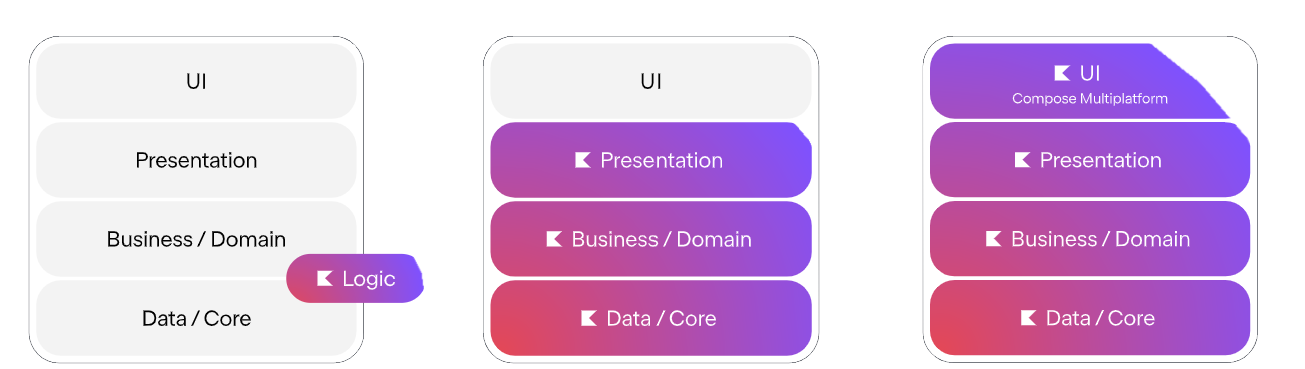 UI
Presentation
Business / Domain
Logic
Data / Core
UI
Presentation
Business / Domain
Data / Core
UI
Compose Multiplatform
Presentation
Business / Domain
Data / Core